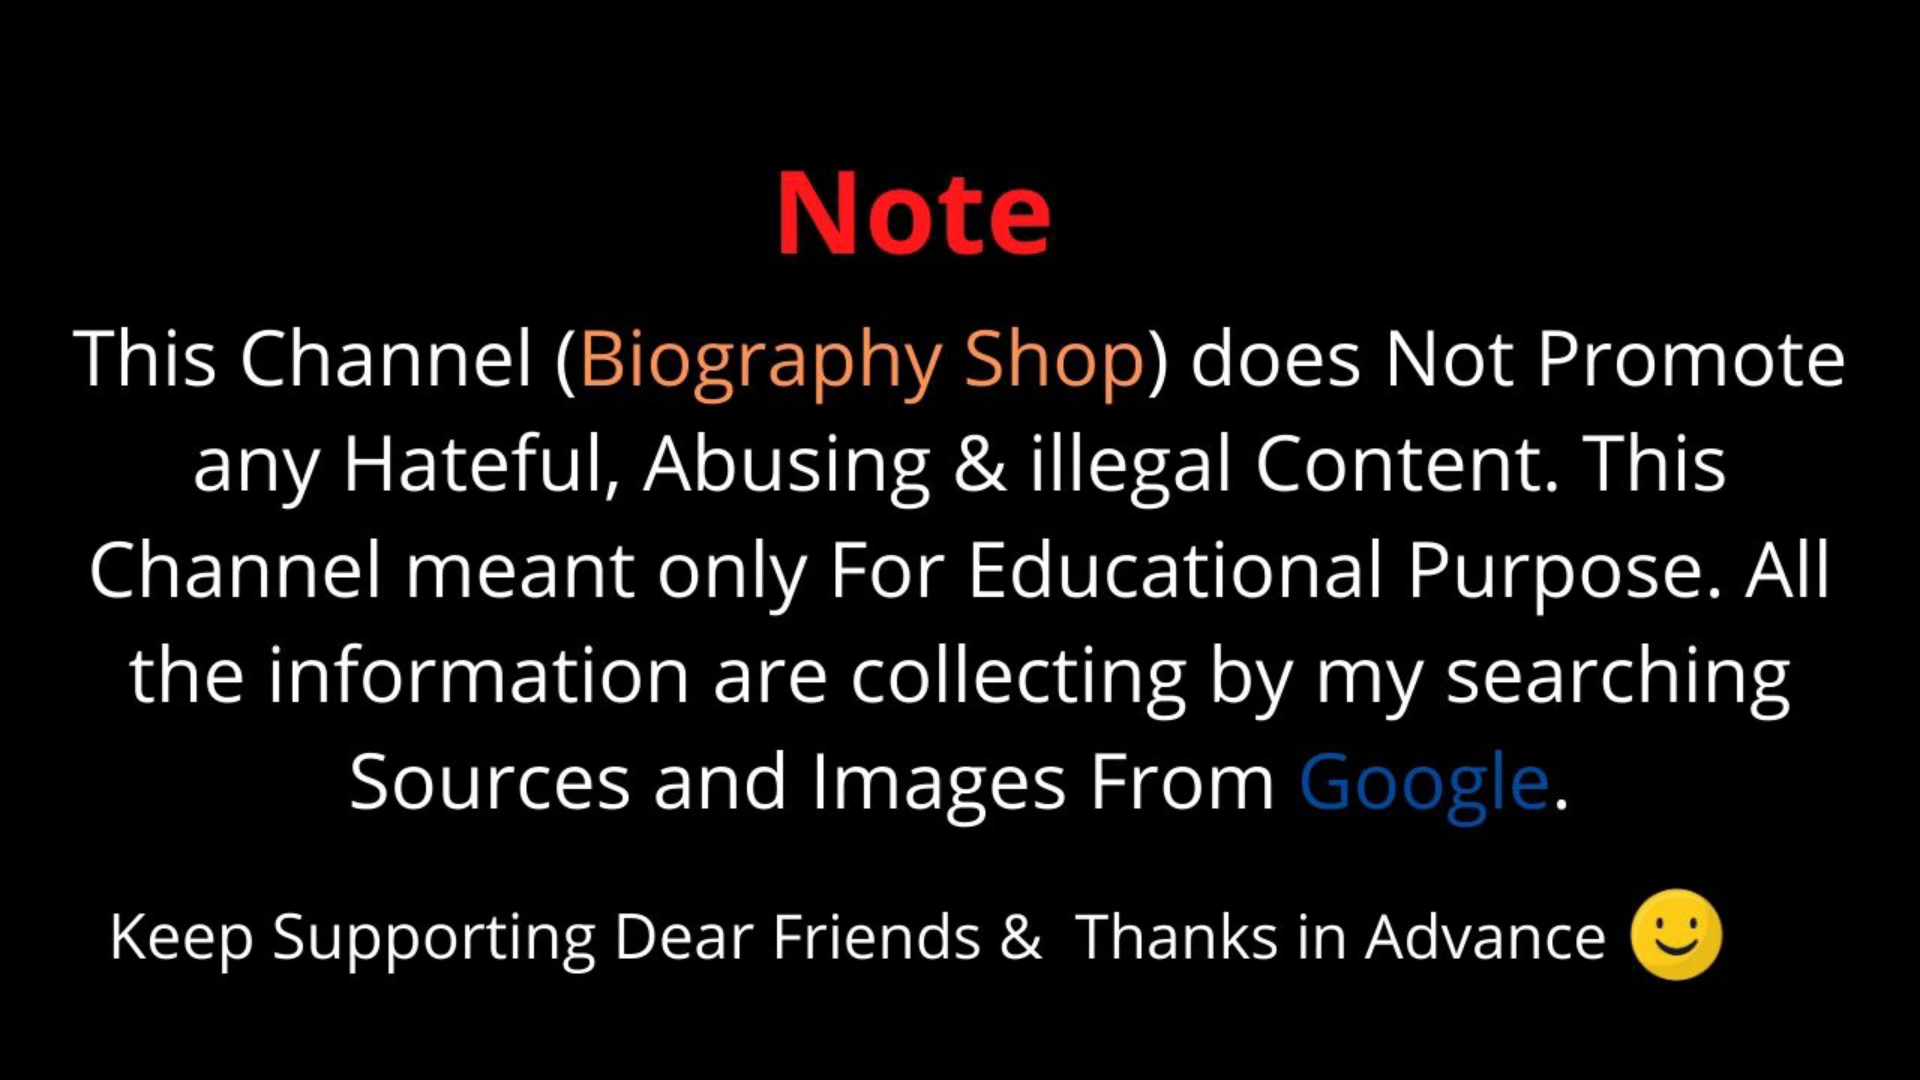 Note
This Channel (Biography Shop) does Not Promote
any Hateful, Abusing & illegal Content. This
Channel meant only For Educational Purpose. All
the information are collecting by my searching
Sources and Images From Google.
Keep Supporting Dear Friends &  Thanks in Advance